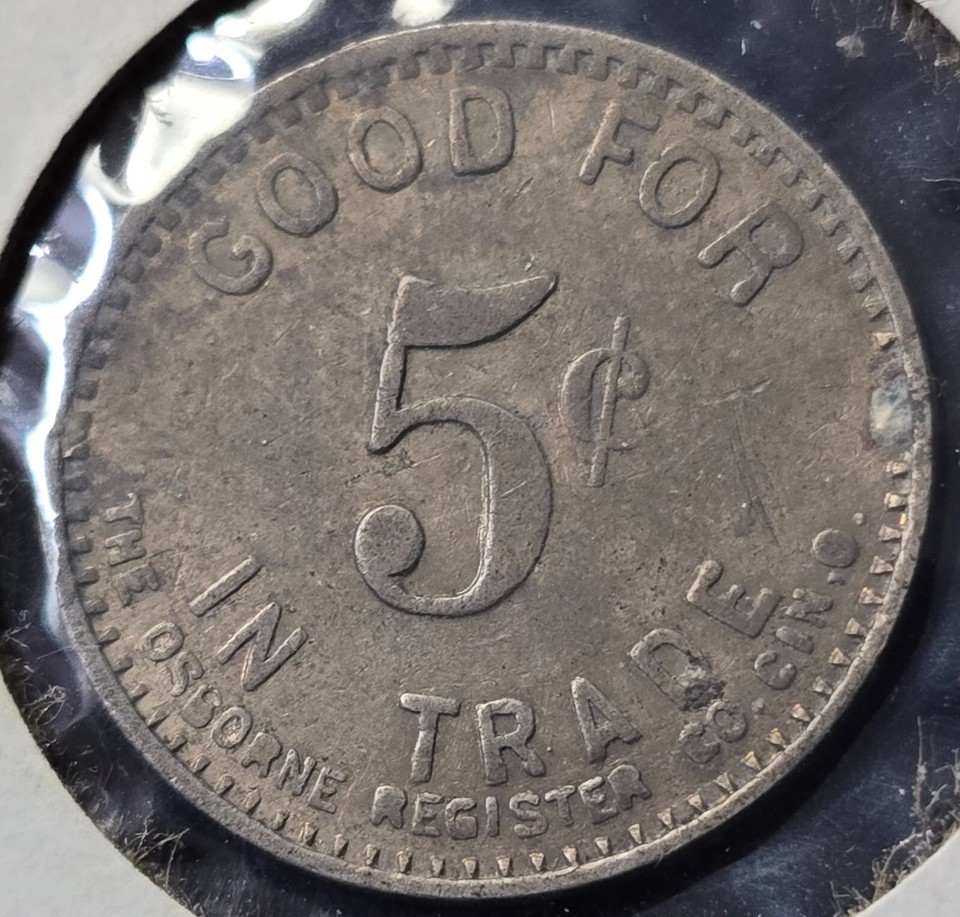 GOOD FOR
5¢
IN TRADE
THE OSBORNE REGISTER CO. CIN. O.